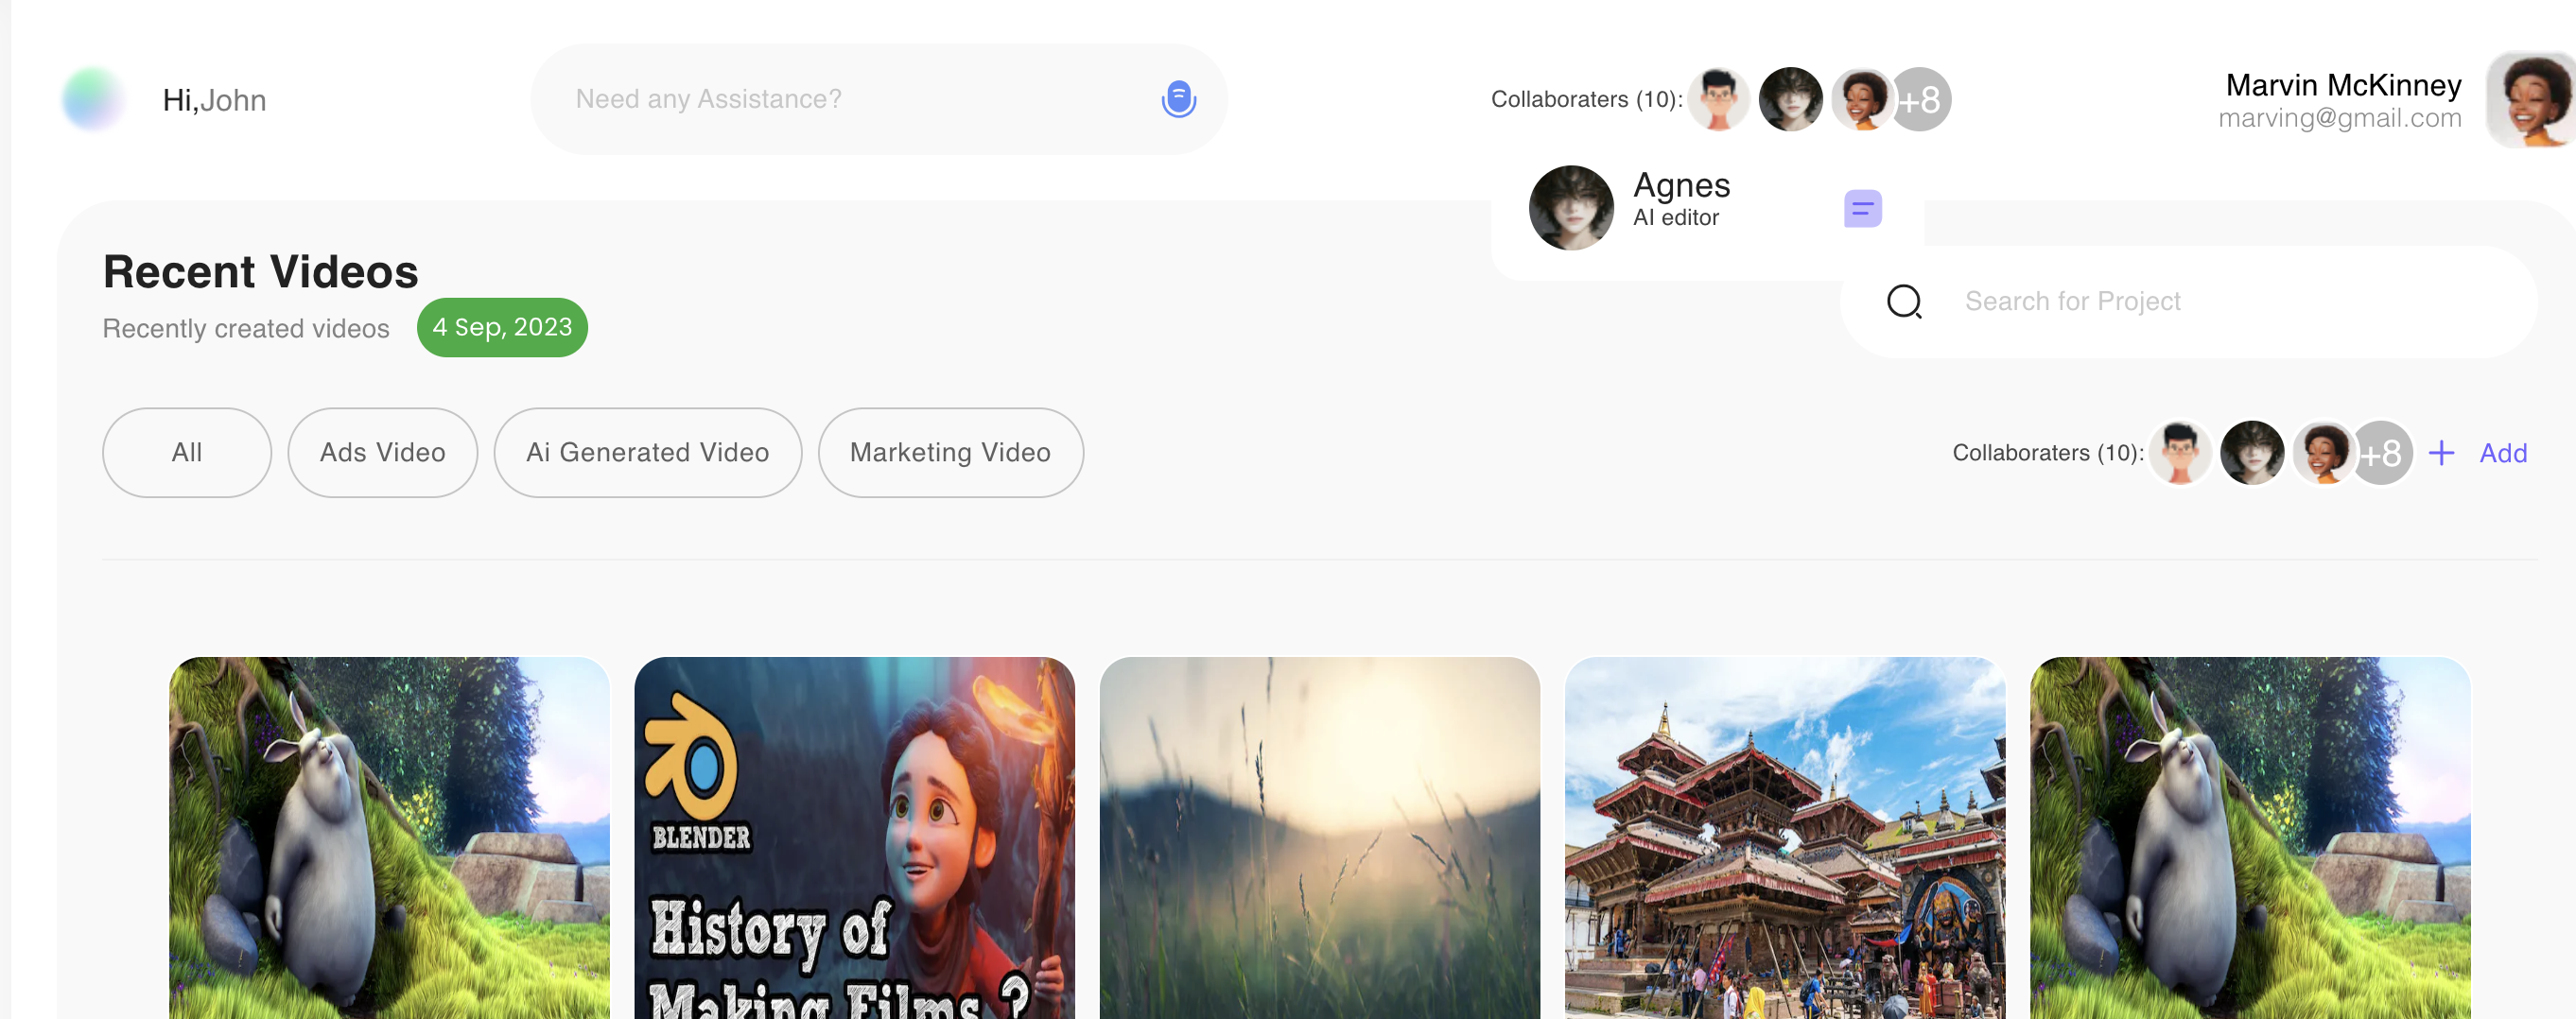 Hi,John
Need any Assistance?
Collaboraters (10):
+8
Marvin McKinney
marving@gmail.com
Agnes
AI editor
Recent Videos
Recently created videos
4 Sep, 2023
Search for Project
All
Ads Video
Ai Generated Video
Marketing Video
Collaboraters (10):
+8
+ Add
BLENDER
History of
Making Films ?